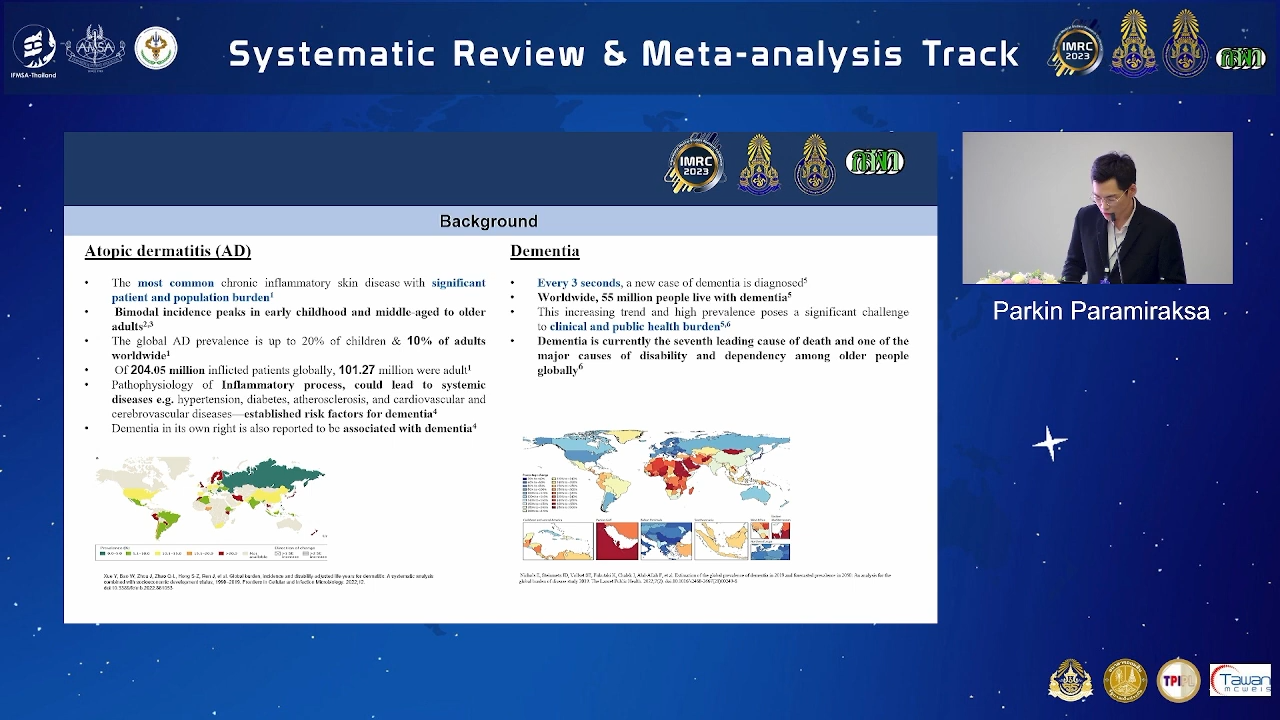 Systematic Review & Meta-analysis Track
IFMSA-Thailand
IMRC
2023
IMRC
2023
Background
Atopic dermatitis (AD)
• The most common chronic inflammatory skin disease with significant
patient and population burden1
• Bimodal incidence peaks in early childhood and middle-aged to older
adults2,3
• The global AD prevalence is up to 20% of children & 10% of adults
worldwide1
• Of 204.05 million inflicted patients globally, 101.27 million were adult1
• Pathophysiology of Inflammatory process, could lead to systemic
diseases e.g. hypertension, diabetes, atherosclerosis, and cardiovascular and
cerebrovascular diseases—established risk factors for dementia4
• Dementia in its own right is also reported to be associated with dementia4
Dementia
• Every 3 seconds, a new case of dementia is diagnosed5
• Worldwide, 55 million people live with dementia5
• This increasing trend and high prevalence poses a significant challenge
to clinical and public health burden5,6
• Dementia is currently the seventh leading cause of death and one of the
major causes of disability and dependency among older people
globally6
Parkin Paramiraksa
TPIPL
Tawan
MCWEIS